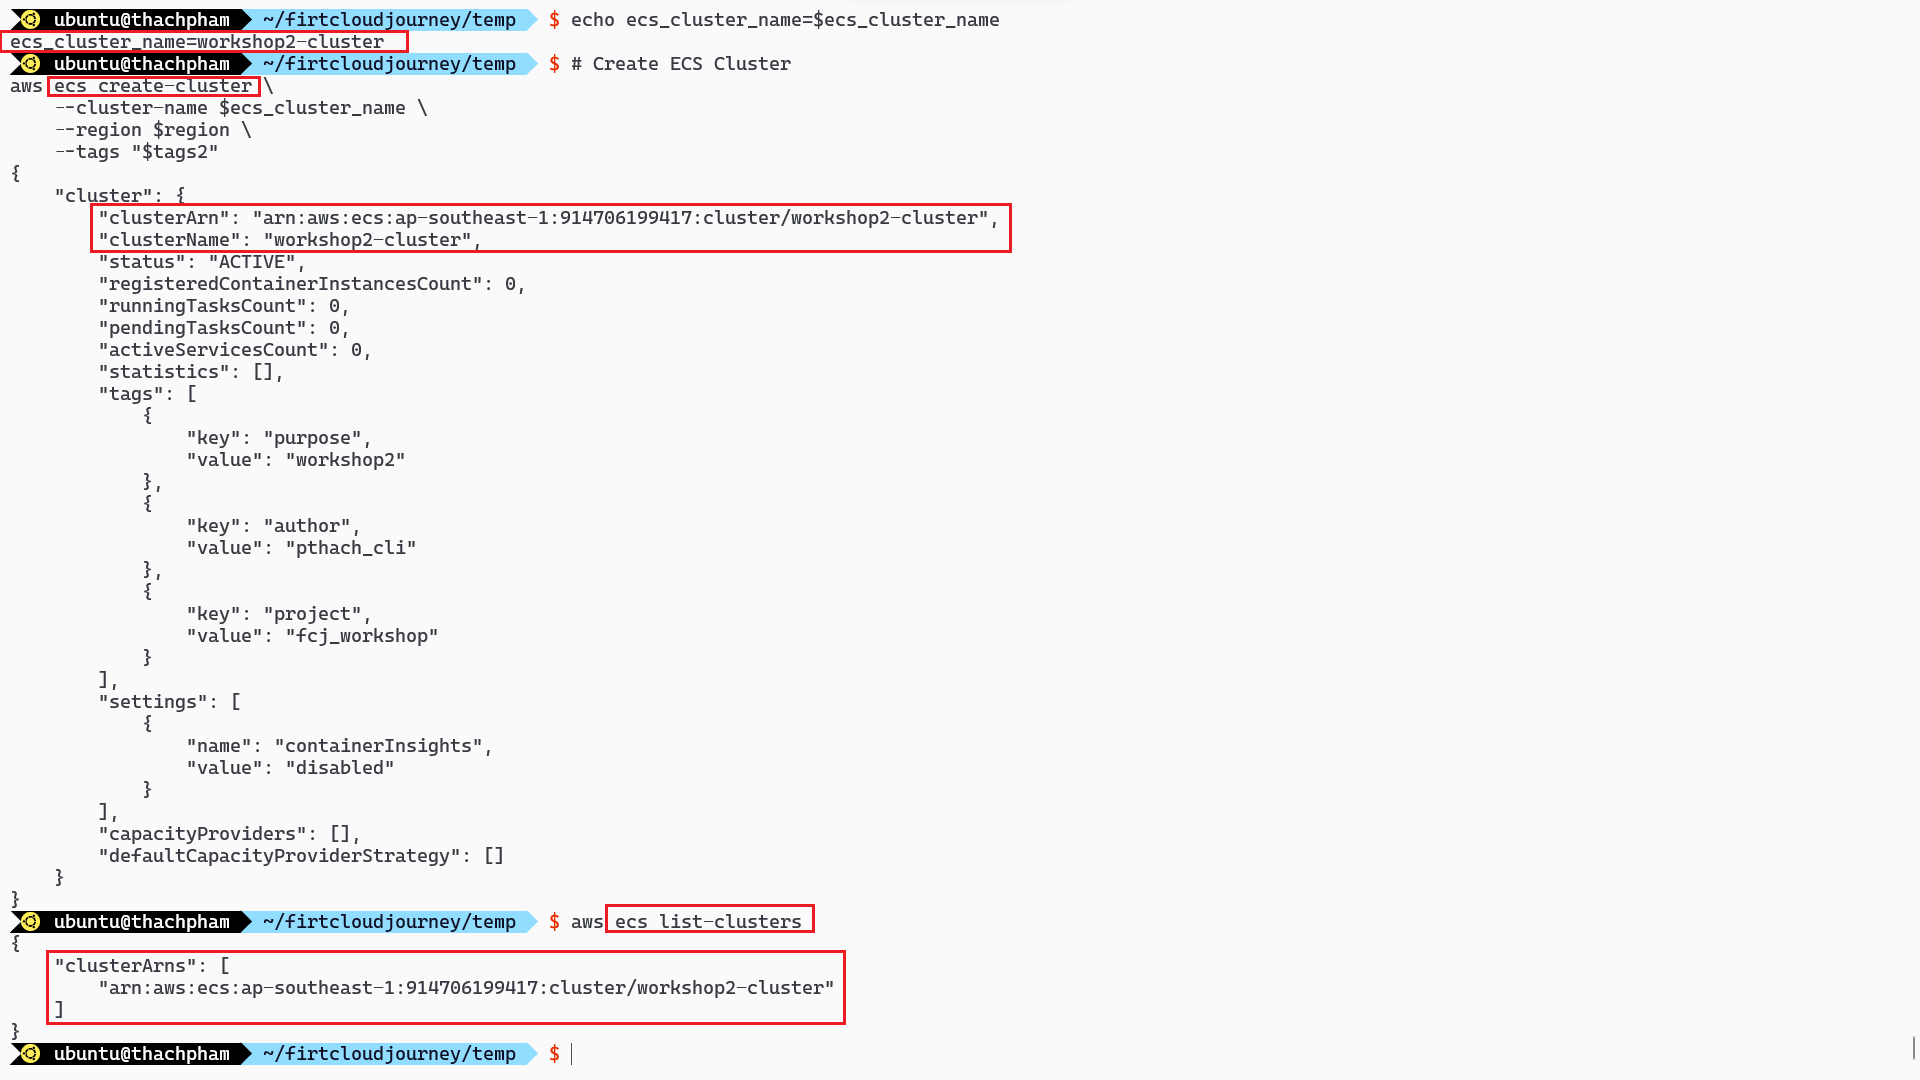 ubuntu@thachpham ~/firtcloudjourney/temp $ echo ecs_cluster_name=$ecs_cluster_name
ecs_cluster_name=workshop2-cluster
ubuntu@thachpham ~/firtcloudjourney/temp $ # Create ECS Cluster
aws ecs create-cluster \
    --cluster-name $ecs_cluster_name \
    --region $region \
    --tags "$tags2"
{
    "cluster": {
        "clusterArn": "arn:aws:ecs:ap-southeast-1:914706199417:cluster/workshop2-cluster",
        "clusterName": "workshop2-cluster",
        "status": "ACTIVE",
        "registeredContainerInstancesCount": 0,
        "runningTasksCount": 0,
        "pendingTasksCount": 0,
        "activeServicesCount": 0,
        "statistics": [],
        "tags": [
            {
                "key": "purpose",
                "value": "workshop2"
            },
            {
                "key": "author",
                "value": "pthach_cli"
            },
            {
                "key": "project",
                "value": "fcj_workshop"
            }
        ],
        "settings": [
            {
                "name": "containerInsights",
                "value": "disabled"
            }
        ],
        "capacityProviders": [],
        "defaultCapacityProviderStrategy": []
    }
}
ubuntu@thachpham ~/firtcloudjourney/temp $ aws ecs list-clusters
{
    "clusterArns": [
        "arn:aws:ecs:ap-southeast-1:914706199417:cluster/workshop2-cluster"
    ]
}
ubuntu@thachpham ~/firtcloudjourney/temp $